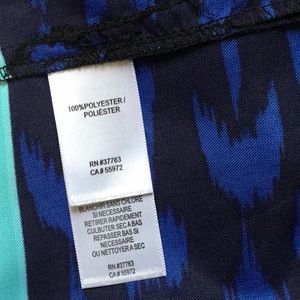 100%POLYESTER /
POLIÉSTER
RN #37763
CA# 55972
BLANCHIR SANS CHLORE
SI NECESSAIRE
RETIRER RAPIDEMENT
CULBUTER SEC A BAS
REPASSER BAS SI
NECESSAIRE
OU NETTOYER A SEC
RN #37763
CA# 55972